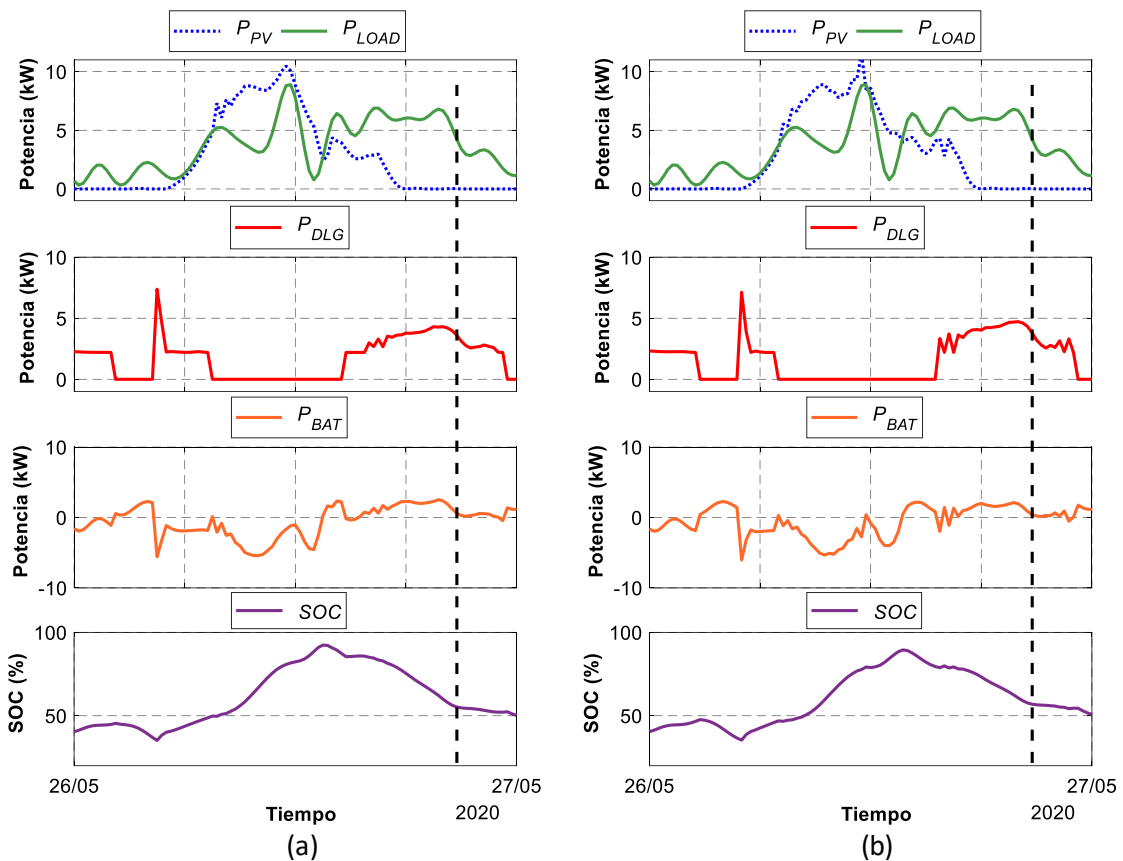 P_PV P_LOAD
Potencia (kW)
10
5
0
P_DLG
Potencia (kW)
10
5
0
P_BAT
Potencia (kW)
10
0
-10
SOC
SOC (%)
100
50
26/05
27/05
Tiempo
2020
(a)
P_PV P_LOAD
Potencia (kW)
10
5
0
P_DLG
Potencia (kW)
10
5
0
P_BAT
Potencia (kW)
10
0
-10
SOC
SOC (%)
100
50
26/05
27/05
Tiempo
2020
(b)